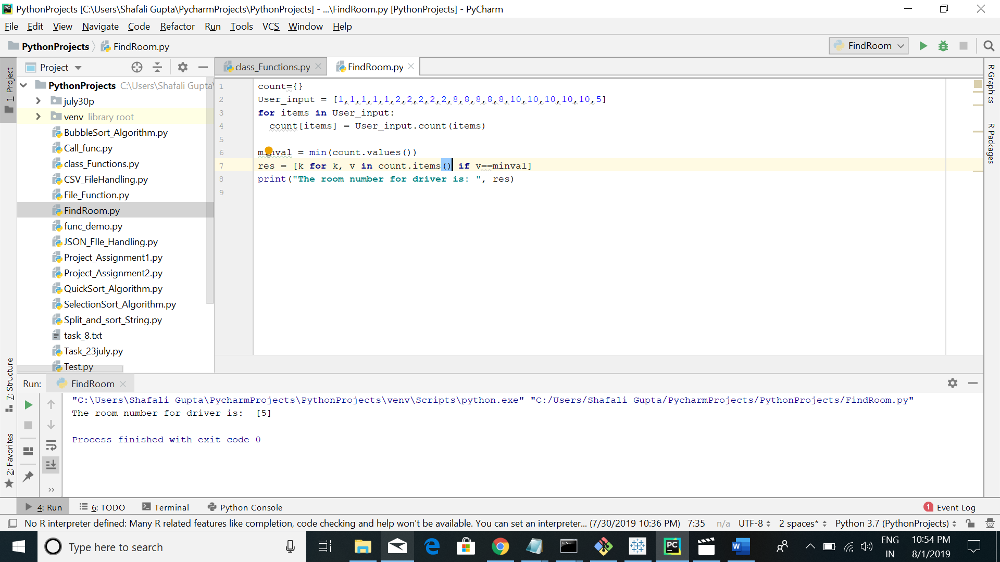 PythonProjects [C:\Users\Shafali Gupta\PycharmProjects\PythonProjects] - ...\FindRoom.py [PythonProjects] - PyCharm
File Edit View Navigate Code Refactor Run Tools VCS Window Help
PythonProjects FindRoom.py
FindRoom
Project
class_Functions.py
FindRoom.py
1: Project
PythonProjects C:\Users\Shafali Gupta\
july30p
venv library root
BubbleSort_Algorithm.py
Call_func.py
class_Functions.py
CSV_FileHandling.py
File_Function.py
FindRoom.py
func_demo.py
JSON_FIle_Handling.py
Project_Assignment1.py
Project_Assignment2.py
QuickSort_Algorithm.py
SelectionSort_Algorithm.py
Split_and_sort_String.py
task_8.txt
Task_23july.py
Test.py
1 count={}
2 User_input = [1,1,1,1,1,2,2,2,2,2,8,8,8,8,8,10,10,10,10,10,5]
3 for items in User_input:
4 count[items] = User_input.count(items)
5
6 minval = min(count.values())
7 res = [k for k, v in count.items() if v==minval]
8 print("The room number for driver is: ", res)
9
R Graphics
R Packages
7: Structure
2: Favorites
Run: FindRoom
"C:\Users\Shafali Gupta\PycharmProjects\PythonProjects\venv\Scripts\python.exe" "C:/Users/Shafali Gupta/PycharmProjects/PythonProjects/FindRoom.py"
The room number for driver is:  [5]
Process finished with exit code 0
4: Run 6: TODO Terminal Python Console
1 Event Log
No R interpreter defined: Many R related features like completion, code checking and help won't be available. You can set an interpreter... (7/30/2019 10:36 PM) 7:35 n/a UTF-8 2 spaces* Python 3.7 (PythonProjects)
Type here to search
ENG
IN
10:54 PM
8/1/2019